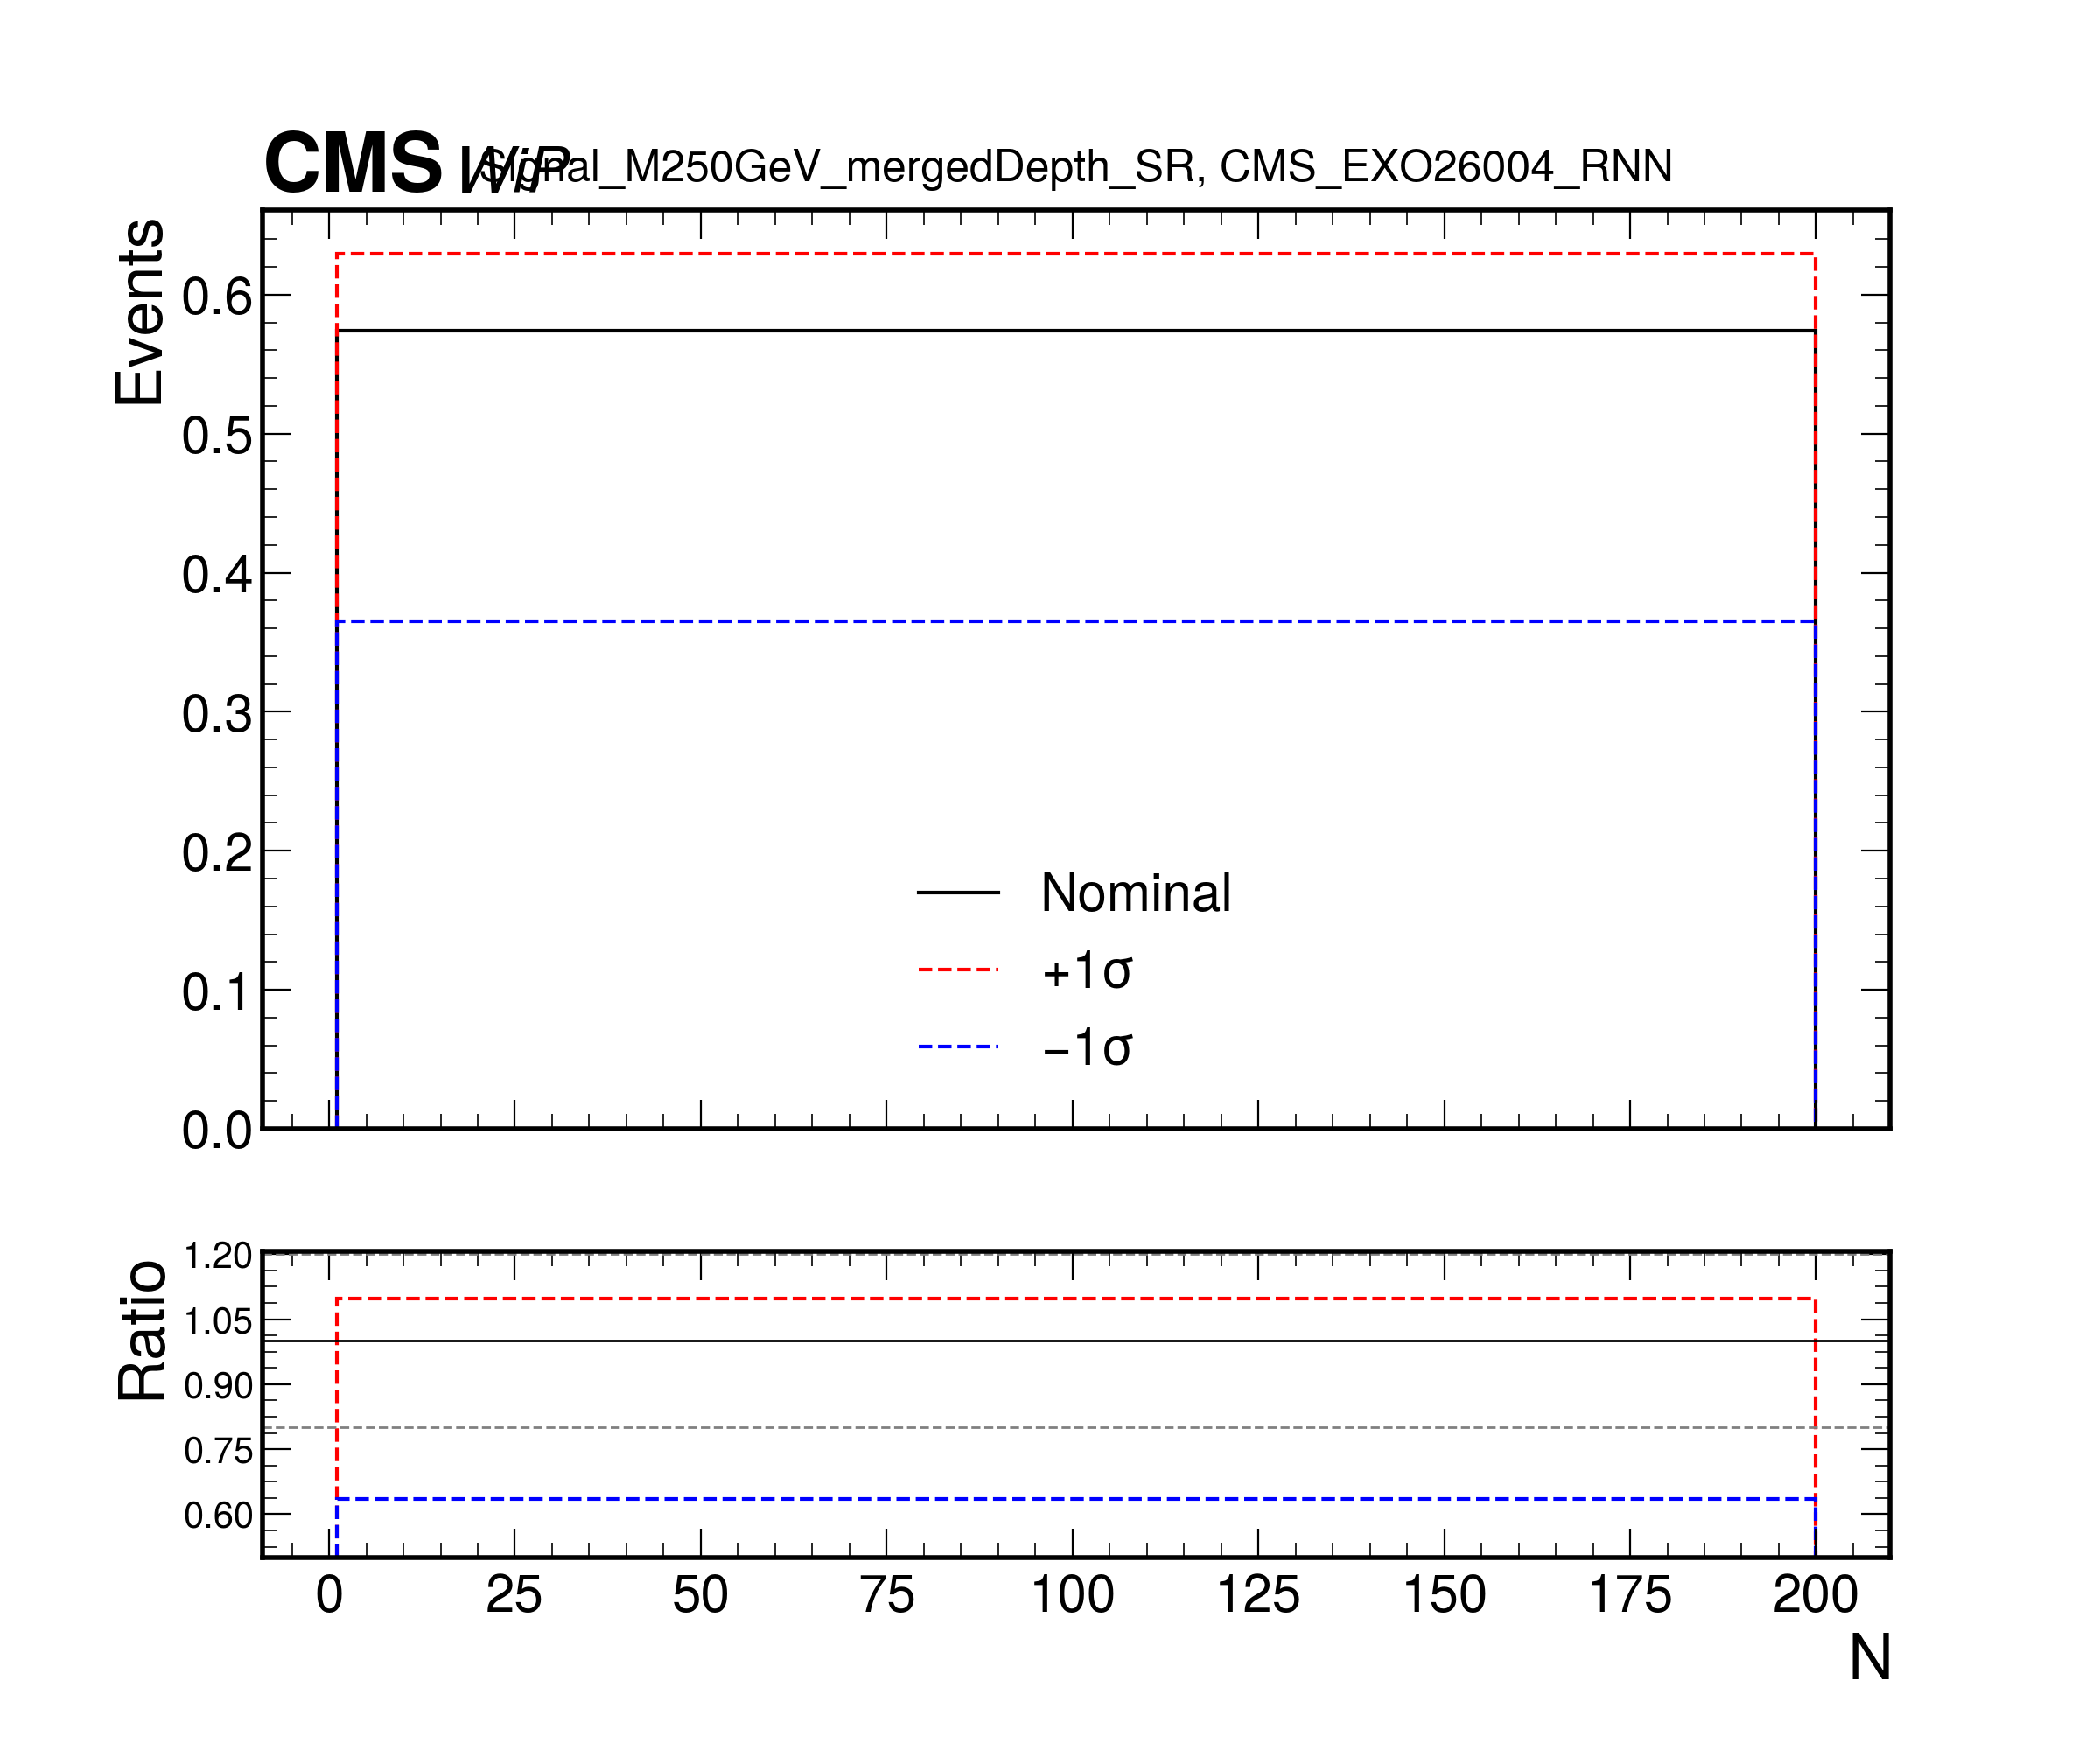 CMS WiP
Signal_M250GeV_mergedDepth_SR, CMS_EXO26004_RNN
Events
0.6
0.5
0.4
0.3
0.2
0.1
0.0
Nominal
+1σ
−1σ
Ratio
1.20
1.05
0.90
0.75
0.60
0 25 50 75 100 125 150 175 200
N